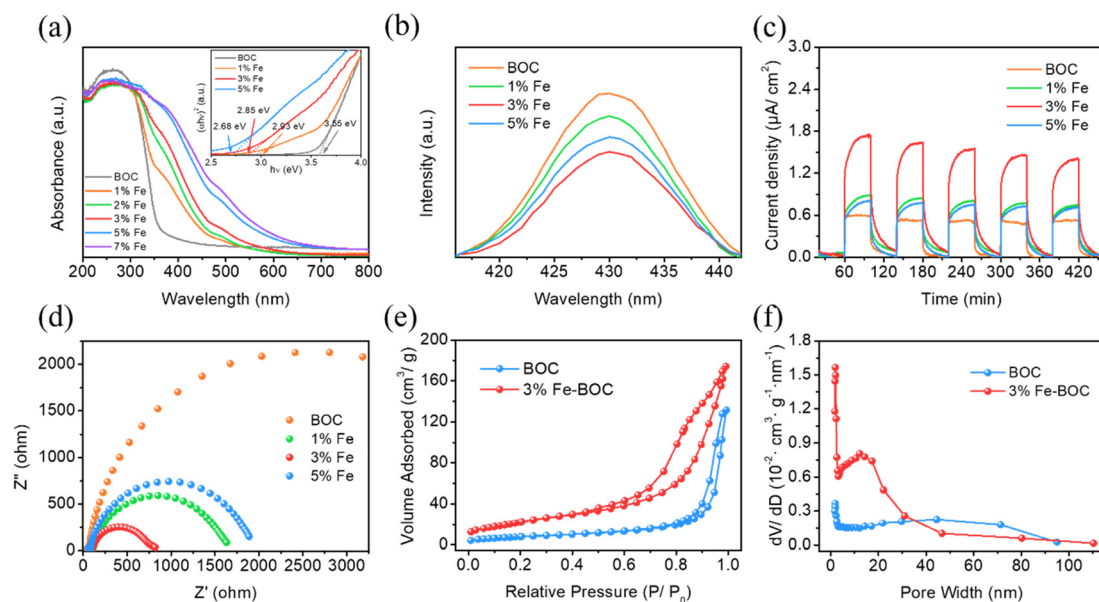 (a)
Absorbance (a.u.)
BOC
1% Fe
2% Fe
3% Fe
5% Fe
7% Fe
200 300 400 500 600 700 800
Wavelength (nm)
(αhν)² (a.u.)
BOC
1% Fe
3% Fe
5% Fe
2.85 eV
2.68 eV
2.93 eV
3.55 eV
2.5 3.0 3.5 4.0
hν (eV)
(b)
Intensity (a.u.)
BOC
1% Fe
3% Fe
5% Fe
420 430 440
Wavelength (nm)
(c)
Current density (μA/ cm²)
3.0
2.4
1.8
1.2
0.6
0.0
BOC
1% Fe
3% Fe
5% Fe
60 120 180 240 300 360 420
Time (min)
(d)
Z'' (ohm)
2000
1500
1000
500
0
BOC
1% Fe
3% Fe
5% Fe
0 500 1000 1500 2000 2500 3000
Z' (ohm)
(e)
Volume Adsorbed (cm³/ g)
200
160
120
80
40
0
BOC
3% Fe-BOC
0.0 0.2 0.4 0.6 0.8 1.0
Relative Pressure (P/ P₀)
(f)
dV/ dD (10⁻²· cm³· g⁻¹·nm⁻¹)
1.8
1.5
1.2
0.9
0.6
0.3
0.0
BOC
3% Fe-BOC
0 20 40 60 80 100
Pore Width (nm)